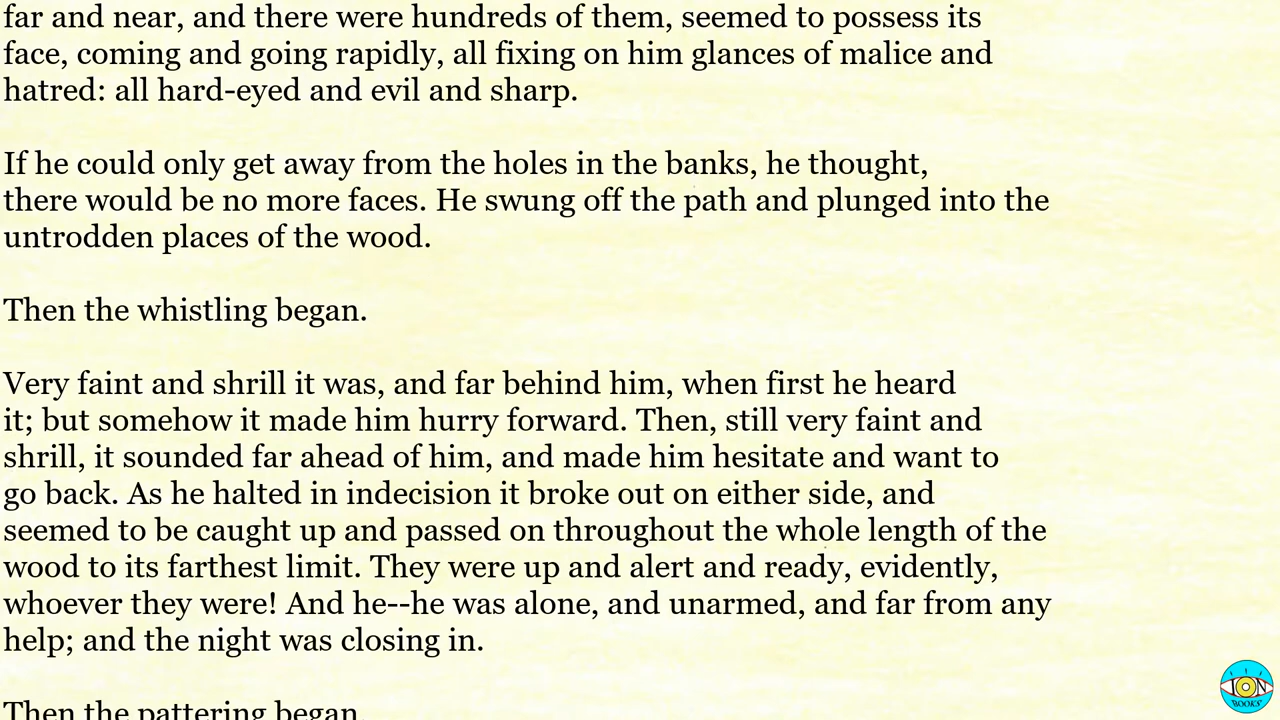 far and near, and there were hundreds of them, seemed to possess its
face, coming and going rapidly, all fixing on him glances of malice and
hatred: all hard-eyed and evil and sharp.
If he could only get away from the holes in the banks, he thought,
there would be no more faces. He swung off the path and plunged into the
untrodden places of the wood.
Then the whistling began.
Very faint and shrill it was, and far behind him, when first he heard
it; but somehow it made him hurry forward. Then, still very faint and
shrill, it sounded far ahead of him, and made him hesitate and want to
go back. As he halted in indecision it broke out on either side, and
seemed to be caught up and passed on throughout the whole length of the
wood to its farthest limit. They were up and alert and ready, evidently,
whoever they were! And he--he was alone, and unarmed, and far from any
help; and the night was closing in.
Then the pattering began.
ION
BOOKS